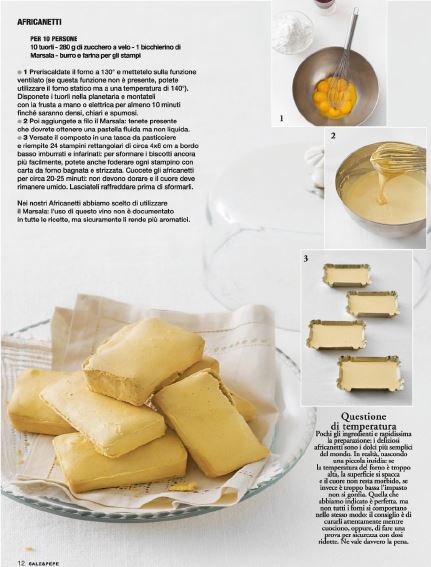 AFRICANETTI
PER 10 PERSONE
10 tuorli - 280 g di zucchero a velo - 1 bicchierino di
Marsala - burro e farina per gli stampi
● 1 Preriscaldate il forno a 130° e mettetelo sulla funzione
ventilato (se questa funzione non è presente, potete
utilizzare il forno statico ma a una temperatura di 140°).
Disponete i tuorli nella planetaria e montateli
con la frusta a mano o elettrica per almeno 10 minuti
finché saranno densi, chiari e spumosi.
● 2 Poi aggiungete a filo il Marsala: tenete presente
che dovrete ottenere una pastella fluida ma non liquida.
● 3 Versate il composto in una tasca da pasticciere
e riempite 24 stampini rettangolari di circa 4x6 cm a bordo
basso imburrati e infarinati: per sformare i biscotti ancora
più facilmente, potete anche foderare ogni stampino con
carta da forno bagnata e strizzata. Cuocete gli africanetti
per circa 20-25 minuti: non devono dorare e il cuore deve
rimanere umido. Lasciateli raffreddare prima di sformarli.
Nei nostri Africanetti abbiamo scelto di utilizzare
il Marsala: l'uso di questo vino non è documentato
in tutte le ricette, ma sicuramente li rende più aromatici.
1
2
3
Questione
di temperatura
Pochi gli ingredienti e rapidissima
la preparazione: i deliziosi
africanetti sono i dolci più semplici
del mondo. In realtà, nascondono
una piccola insidia: se
la temperatura del forno è troppo
alta, la superficie si spacca
e il cuore non resta morbido, se
invece è troppo bassa l'impasto
non si gonfia. Quella che
abbiamo indicato è perfetta, ma
non tutti i forni si comportano
nello stesso modo: il consiglio è di
curarli attentamente mentre
cuociono, oppure, di fare una
prova per sicurezza con dosi
ridotte. Ne vale davvero la pena.
12 SALE&PEPE